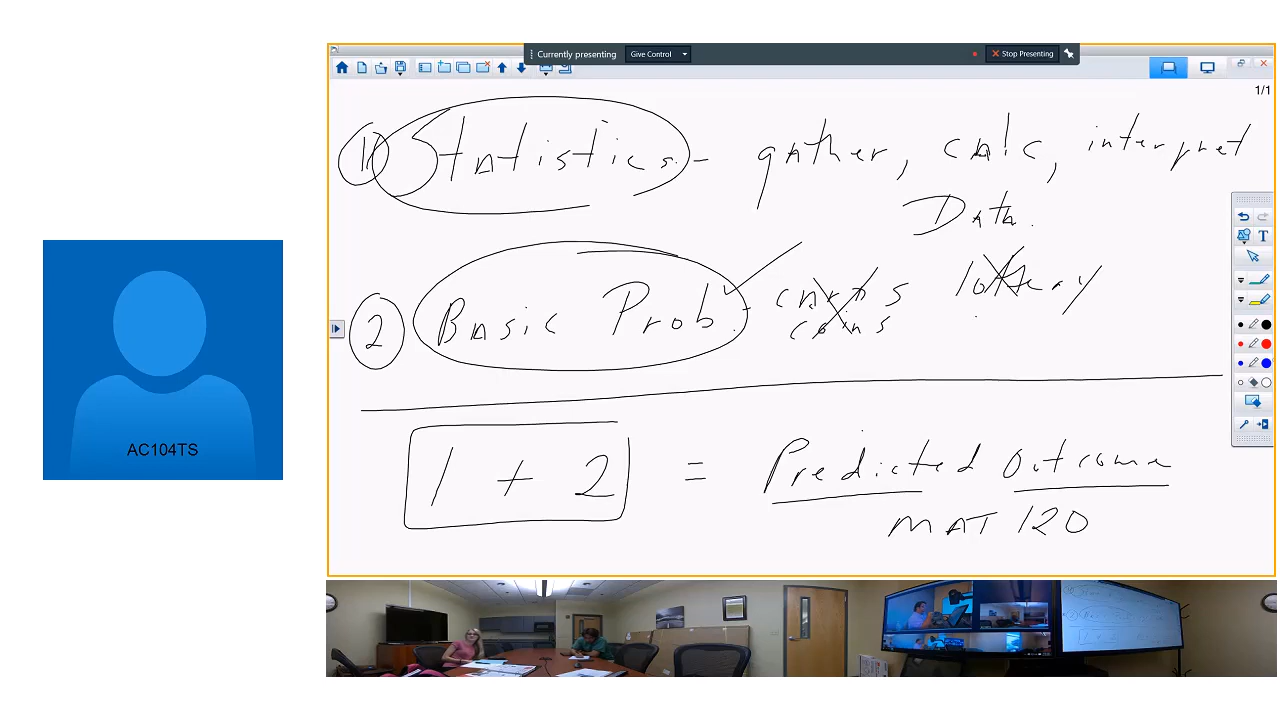 Currently presenting Give Control Stop Presenting
1/1
1 Statistics - gather, calc, interpret
Data.
2 Basic Prob. - cards lottery
coins
1 + 2 = Predicted Outcome
MAT 120
AC104TS
T